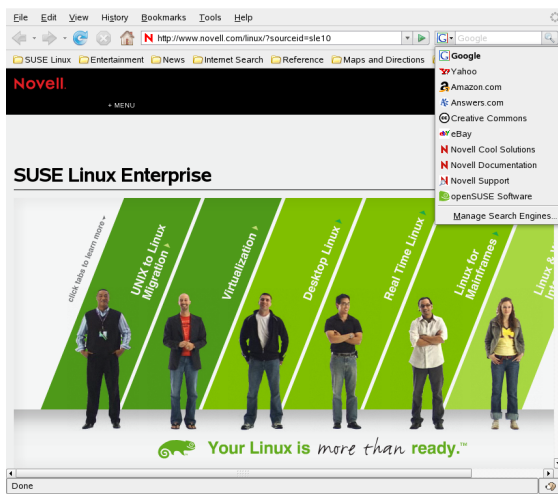 File Edit View History Bookmarks Tools Help
http://www.novell.com/linux/?sourceid=sle10
Google
SUSE Linux Entertainment News Internet Search Reference Maps and Directions
Google
Yahoo
Amazon.com
Answers.com
Creative Commons
eBay
Novell Cool Solutions
Novell Documentation
Novell Support
openSUSE Software
Manage Search Engines...
Novell
+ MENU
SUSE Linux Enterprise
click tabs to learn more
UNIX to Linux
Migration
Virtualization
Desktop Linux
Real Time Linux
Linux for
Mainframes
Linux &
Your Linux is more than ready.™
Done